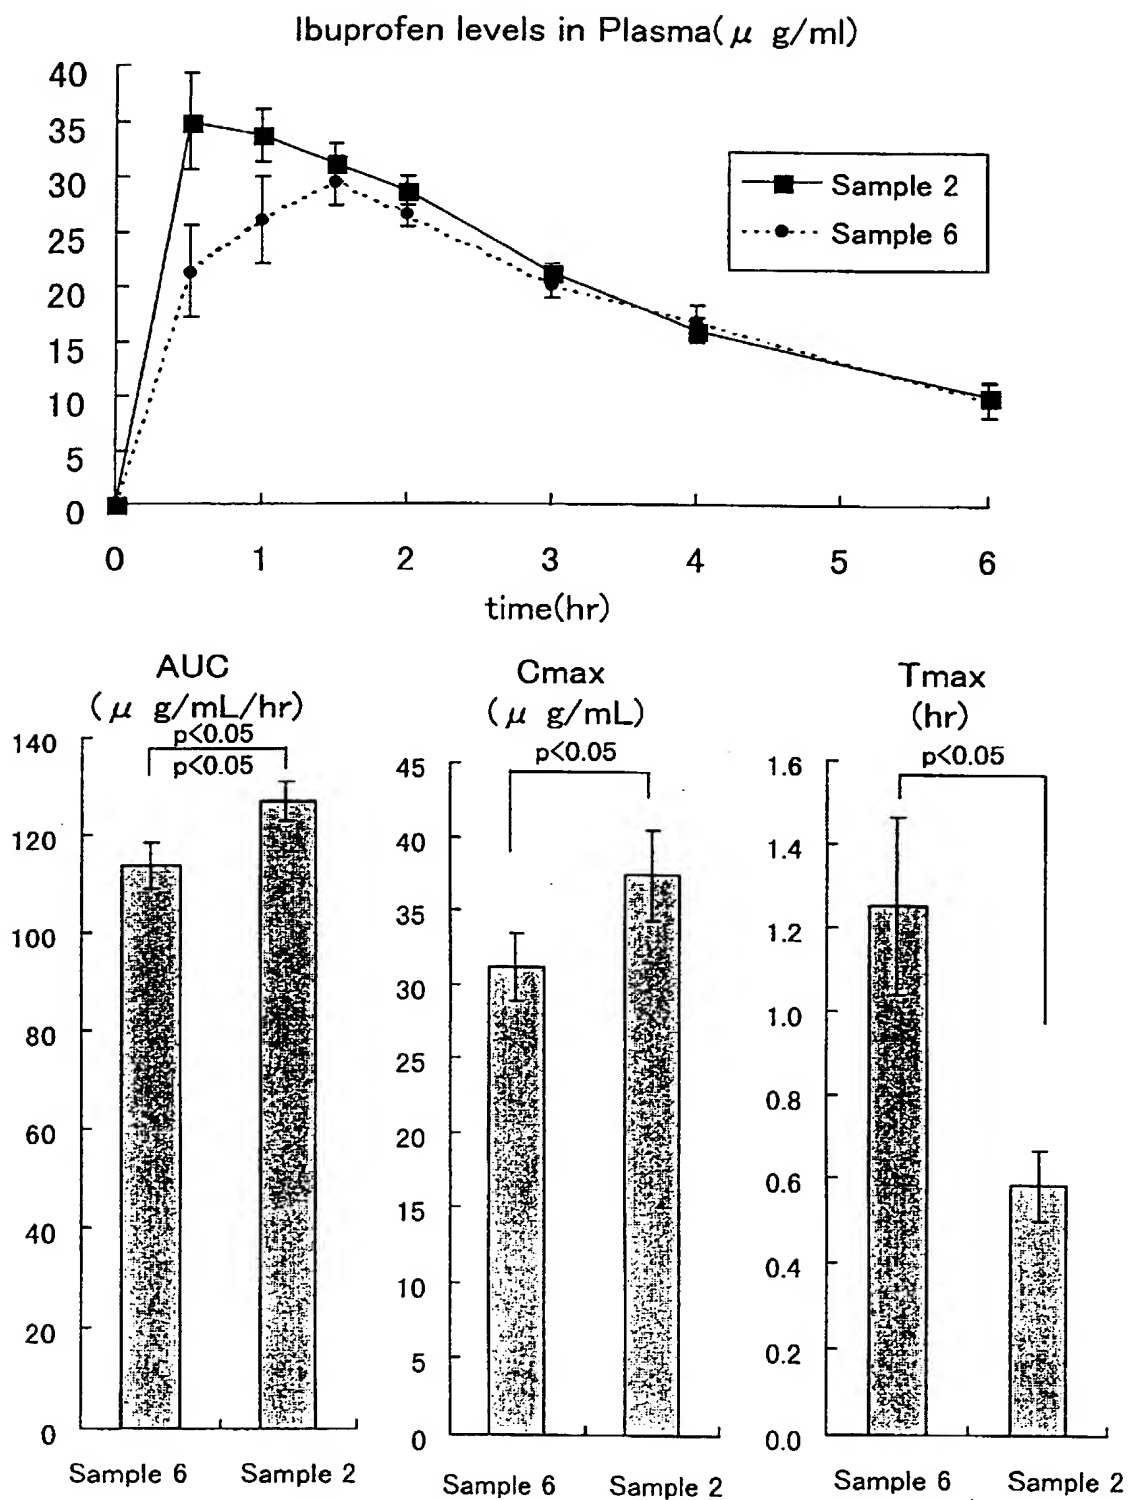 Ibuprofen levels in Plasma(μ g/ml)
40
35
30
25
20
15
10
5
0
Sample 2
Sample 6
0 1 2 3 4 5 6
time(hr)
AUC
(μ g/mL/hr)
p<0.05
p<0.05
140
120
100
80
60
40
20
0
Sample 6 Sample 2
Cmax
(μ g/mL)
p<0.05
45
40
35
30
25
20
15
10
5
0
Sample 6 Sample 2
Tmax
(hr)
p<0.05
1.6
1.4
1.2
1.0
0.8
0.6
0.4
0.2
0.0
Sample 6 Sample 2